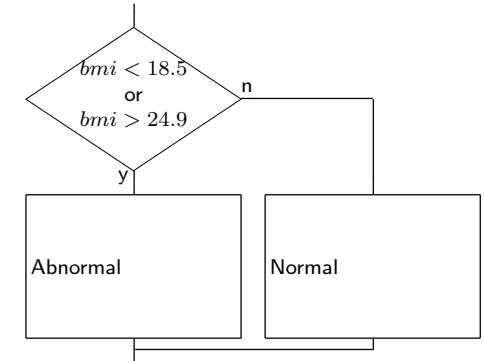 bmi < 18.5
or
bmi > 24.9
n
y
Abnormal
Normal